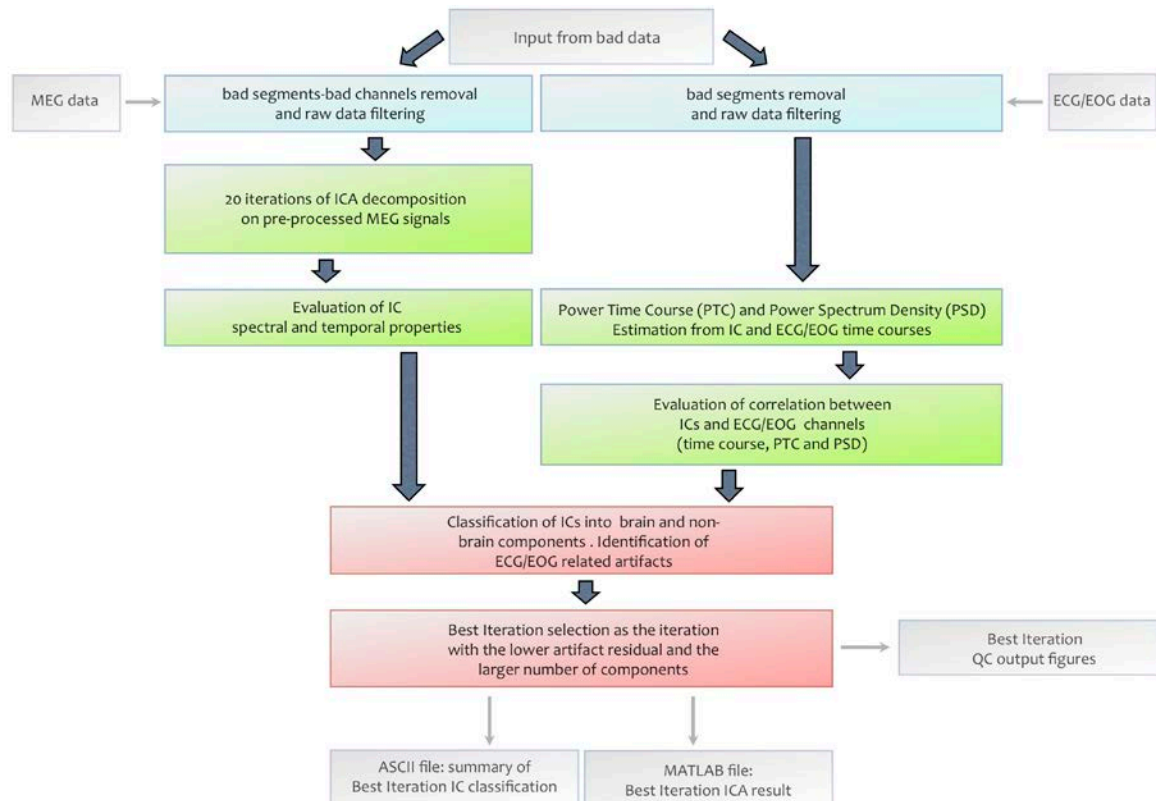 Input from bad data
MEG data
bad segments-bad channels removal
and raw data filtering
bad segments removal
and raw data filtering
ECG/EOG data
20 iterations of ICA decomposition
on pre-processed MEG signals
Evaluation of IC
spectral and temporal properties
Power Time Course (PTC) and Power Spectrum Density (PSD)
Estimation from IC and ECG/EOG time courses
Evaluation of correlation between
ICs and ECG/EOG channels
(time course, PTC and PSD)
Classification of ICs into brain and non-
brain components . Identification of
ECG/EOG related artifacts
Best Iteration selection as the iteration
with the lower artifact residual and the
larger number of components
Best Iteration
QC output figures
ASCII file: summary of
Best Iteration IC classification
MATLAB file:
Best Iteration ICA result